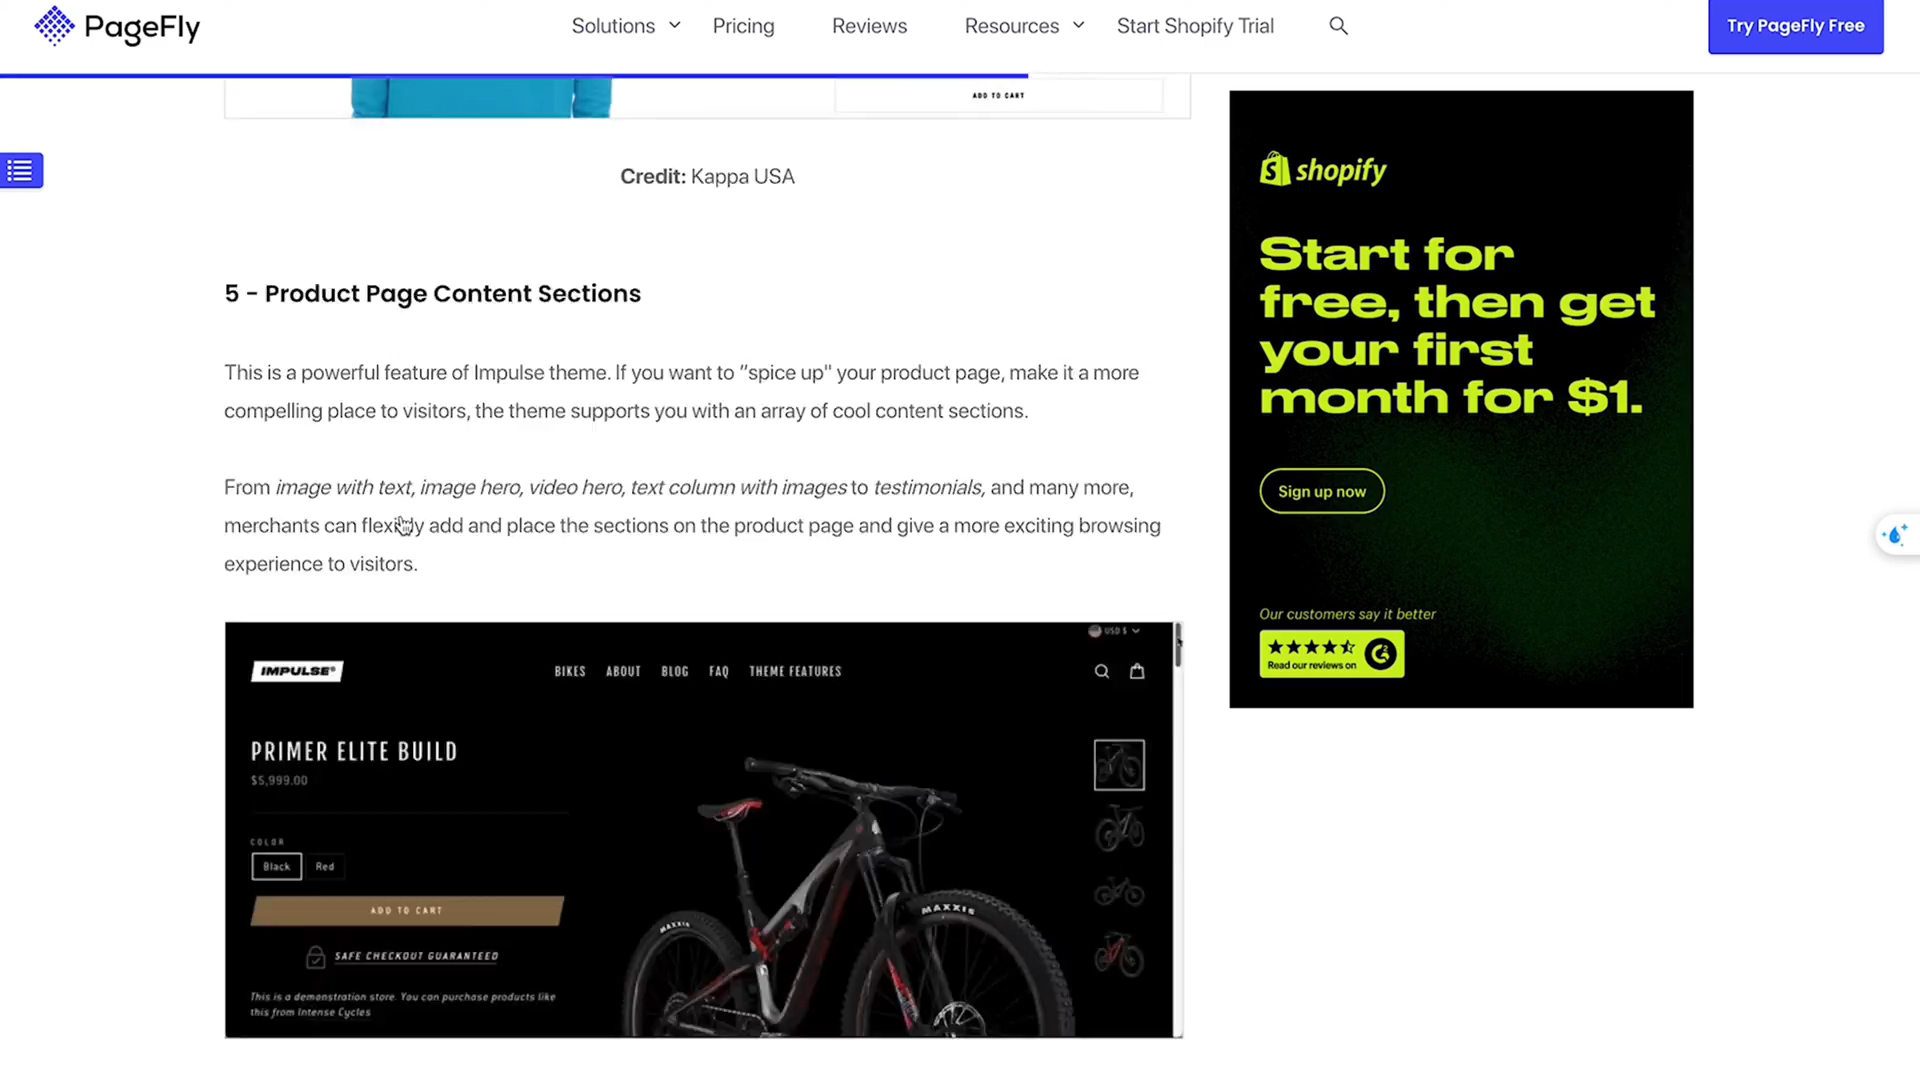 PageFly
Solutions
Pricing
Reviews
Resources
Start Shopify Trial
Try PageFly Free
ADD TO CART
Credit: Kappa USA
5 - Product Page Content Sections
This is a powerful feature of Impulse theme. If you want to "spice up" your product page, make it a more
compelling place to visitors, the theme supports you with an array of cool content sections.
From image with text, image hero, video hero, text column with images to testimonials, and many more,
merchants can flexibly add and place the sections on the product page and give a more exciting browsing
experience to visitors.
USD $
IMPULSE®
BIKES
ABOUT
BLOG
FAQ
THEME FEATURES
PRIMER ELITE BUILD
$5,999.00
COLOR
Black
Red
ADD TO CART
SAFE CHECKOUT GUARANTEED
This is a demonstration store. You can purchase products like
this from Intense Cycles
MAXXIS
MAXXIS
shopify
Start for
free, then get
your first
month for $1.
Sign up now
Our customers say it better
Read our reviews on